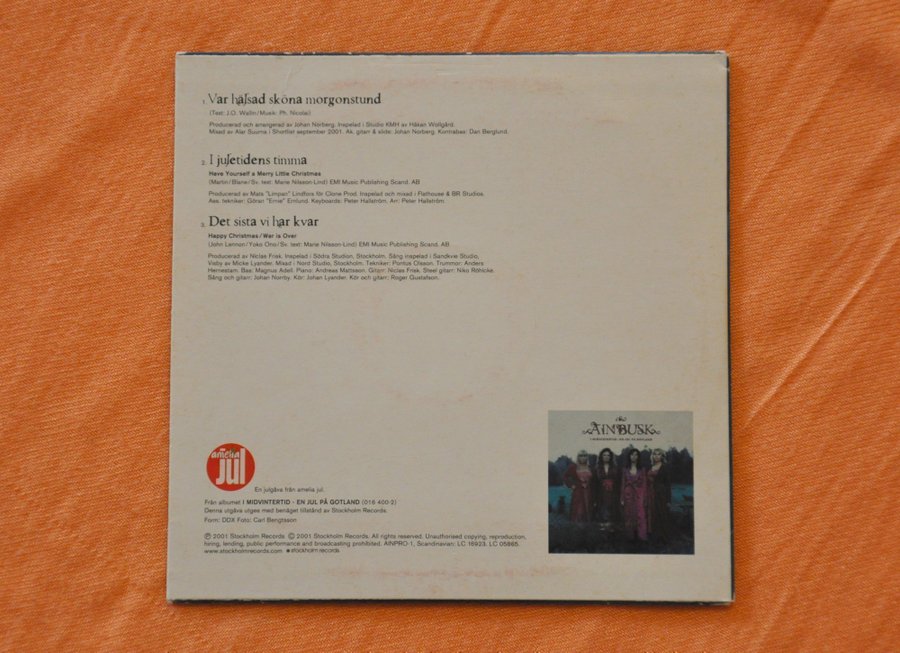 1. Var hälsad sköna morgonstund
(Text: J.O. Wallin/Musik: Ph. Nicolai)
Producerad och arrangerad av Johan Norberg. Inspelad i Studio KMH av Håkan Wollgård.
Mixad av Alar Suurna i Shortlist september 2001. Ak. gitarr & slide: Johan Norberg. Kontrabas: Dan Berglund.
2. I juletidens timma
Have Yourself a Merry Little Christmas
(Martin/Blane/Sv. text: Marie Nilsson-Lind) EMI Music Publishing Scand. AB
Producerad av Mats "Limpan" Lindfors för Clone Prod. Inspelad och mixad i Flathouse & BR Studios.
Ass. tekniker: Göran "Ernie" Ernlund. Keyboards: Peter Hallström. Arr: Peter Hallström.
3. Det sista vi har kvar
Happy Christmas/War is Over
(John Lennon/Yoko Ono/Sv. text: Marie Nilsson-Lind) EMI Music Publishing Scand. AB
Producerad av Niclas Frisk. Inspelad i Södra Studion, Stockholm. Sång inspelad i Sandkvie Studio,
Visby av Micke Lyander. Mixad i Nord Studio, Stockholm. Tekniker: Pontus Olsson. Trummor: Anders
Hernestam. Bas: Magnus Adell. Piano: Andreas Mattsson. Gitarr: Niclas Frisk. Steel gitarr: Niko Röhlcke.
Sång och gitarr: Johan Norrby. Kör: Johan Lyander. Kör och gitarr: Roger Gustafson.
AINBUSK
amelia
jul
En julgåva från amelia jul.
Från albumet I MIDVINTERTID - EN JUL PÅ GOTLAND (016 400-2)
Denna utgåva utges med benäget tillstånd av Stockholm Records.
Form: DDX Foto: Carl Bengtsson
℗ 2001 Stockholm Records © 2001 Stockholm Records. All rights reserved. Unauthorised copying, reproduction,
hiring, lending, public performance and broadcasting prohibited. AINPRO-1, Scandinavian: LC 18923. LC 05865.
www.stockholmrecords.com stockholm records